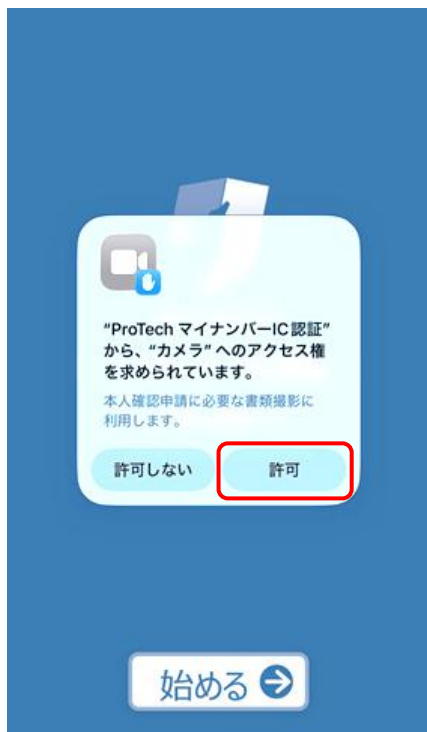 “ProTech マイナンバーIC認証”
から、“カメラ” へのアクセス権
を求められています。
本人確認申請に必要な書類撮影に
利用します。
許可しない
許可
始める